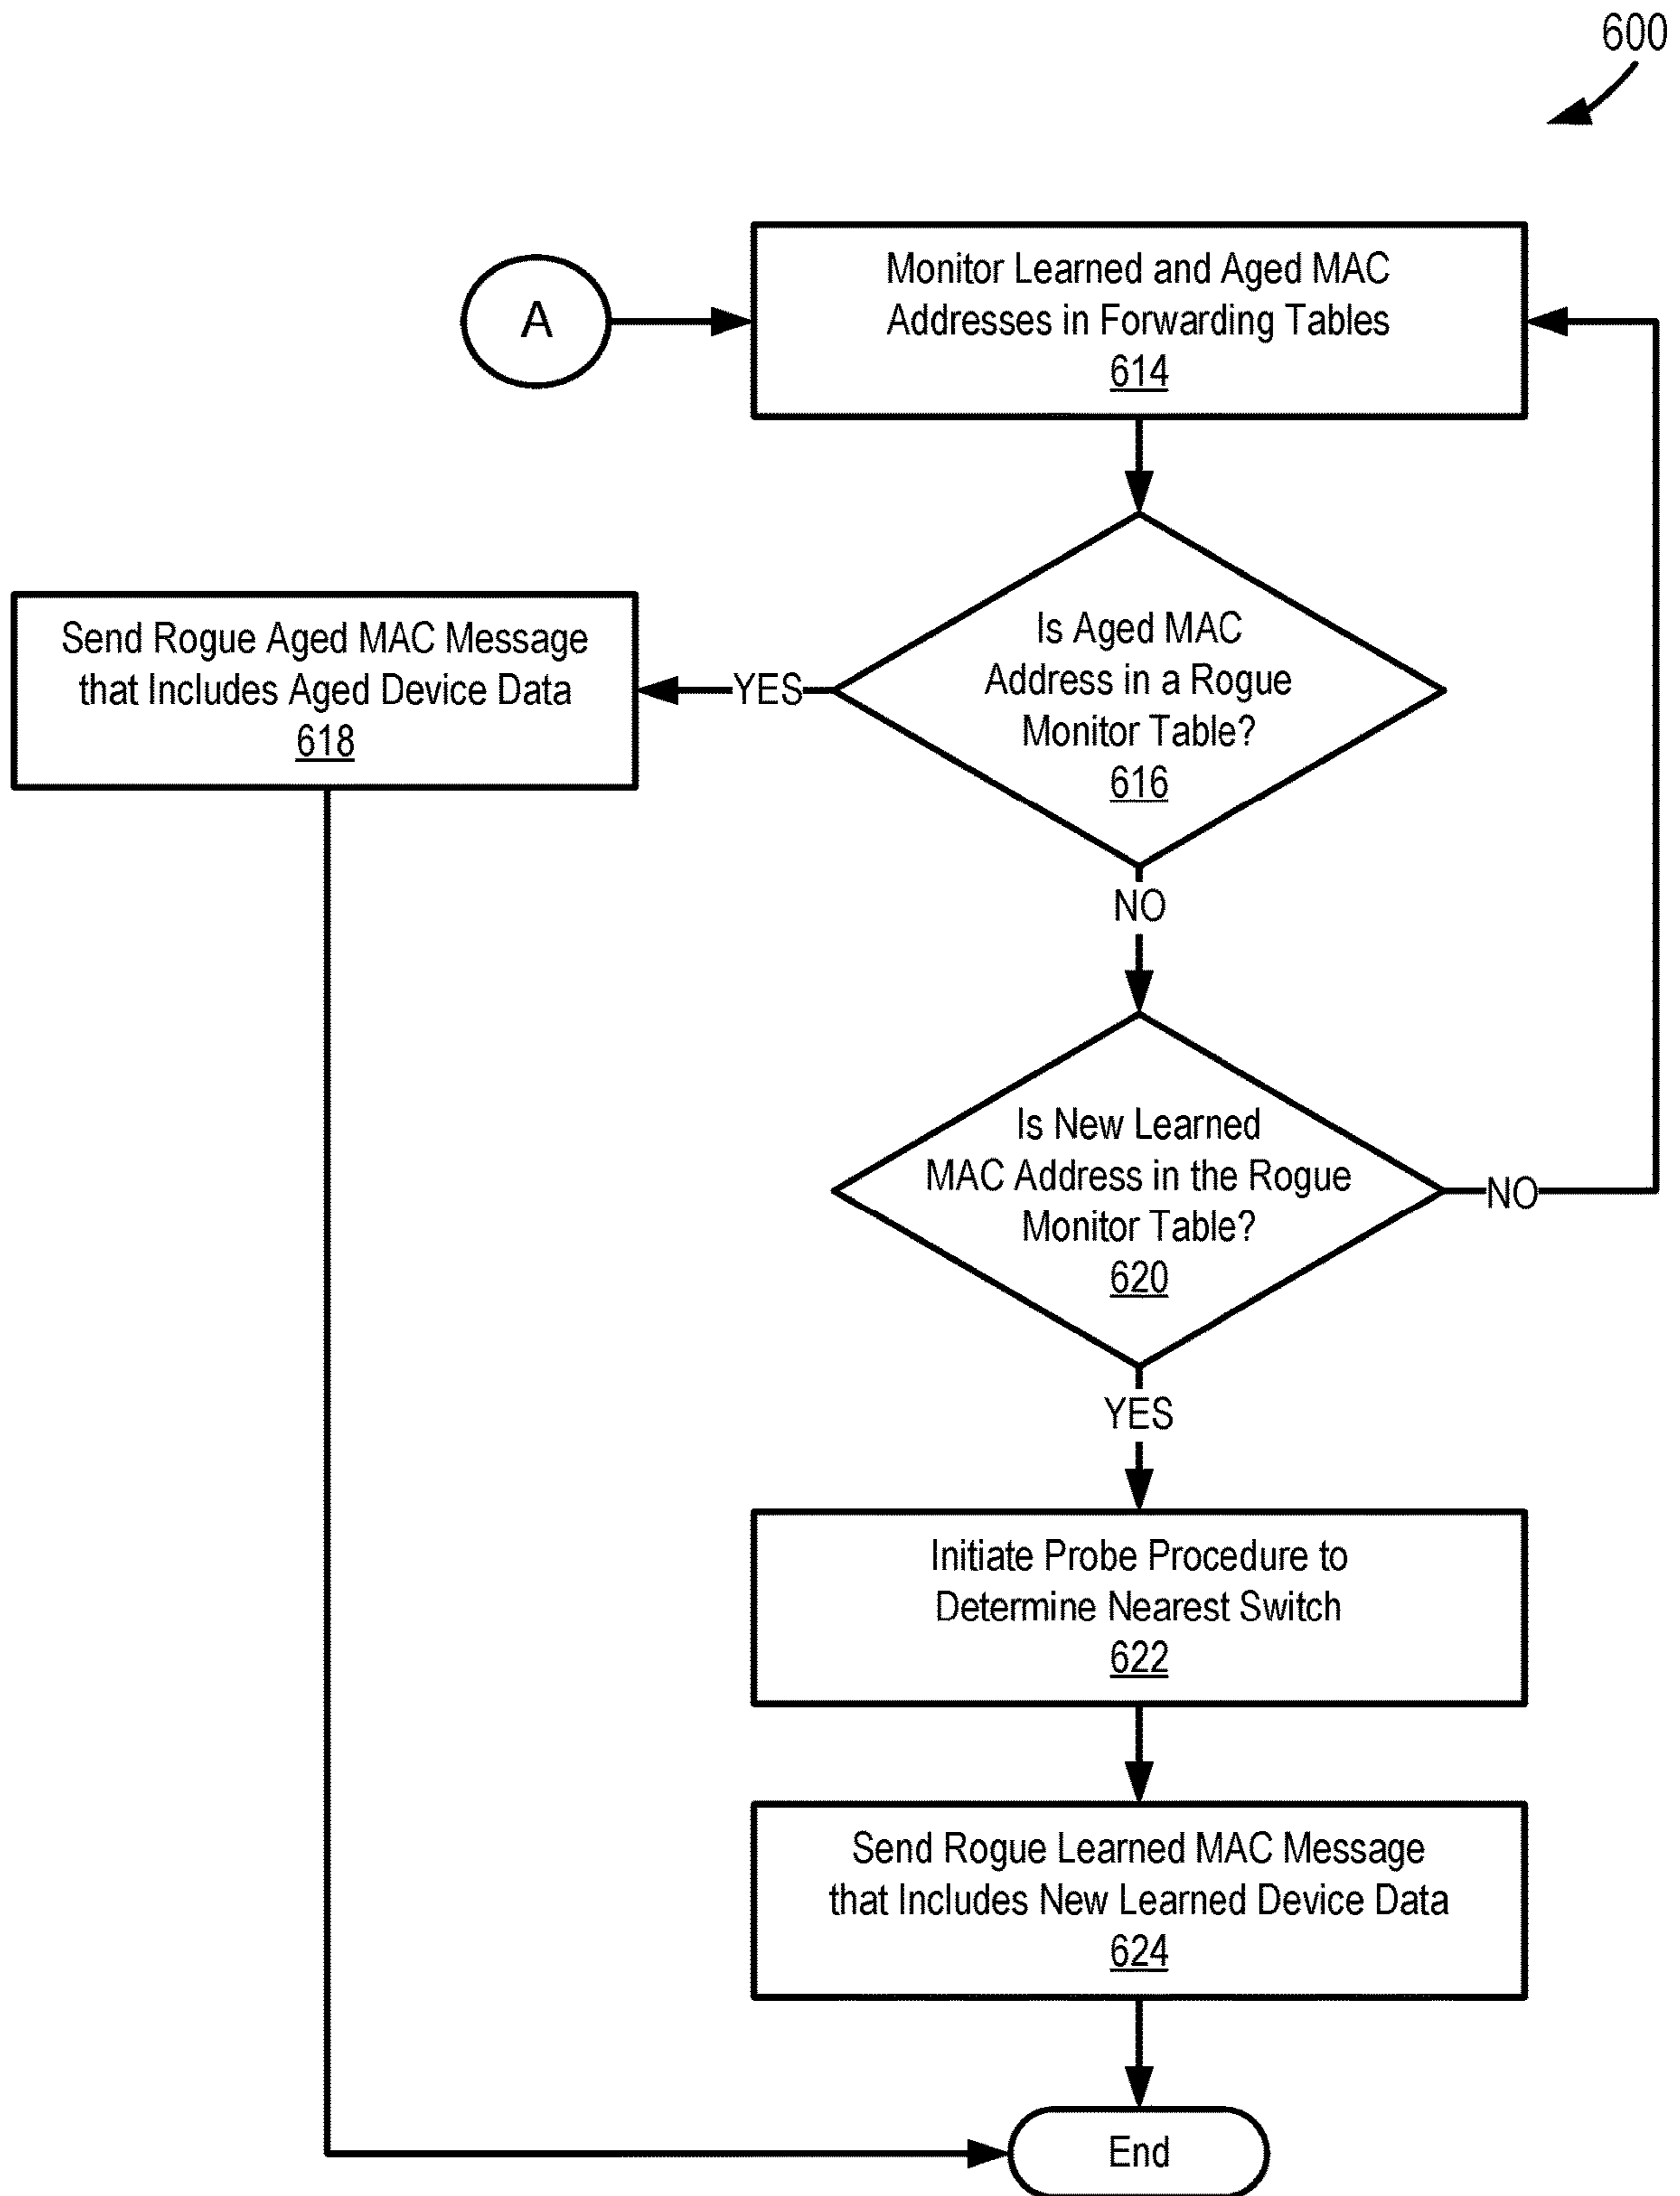 600
A
Monitor Learned and Aged MAC
Addresses in Forwarding Tables
614
Is Aged MAC
Address in a Rogue
Monitor Table?
616
YES
Send Rogue Aged MAC Message
that Includes Aged Device Data
618
NO
Is New Learned
MAC Address in the Rogue
Monitor Table?
620
NO
YES
Initiate Probe Procedure to
Determine Nearest Switch
622
Send Rogue Learned MAC Message
that Includes New Learned Device Data
624
End